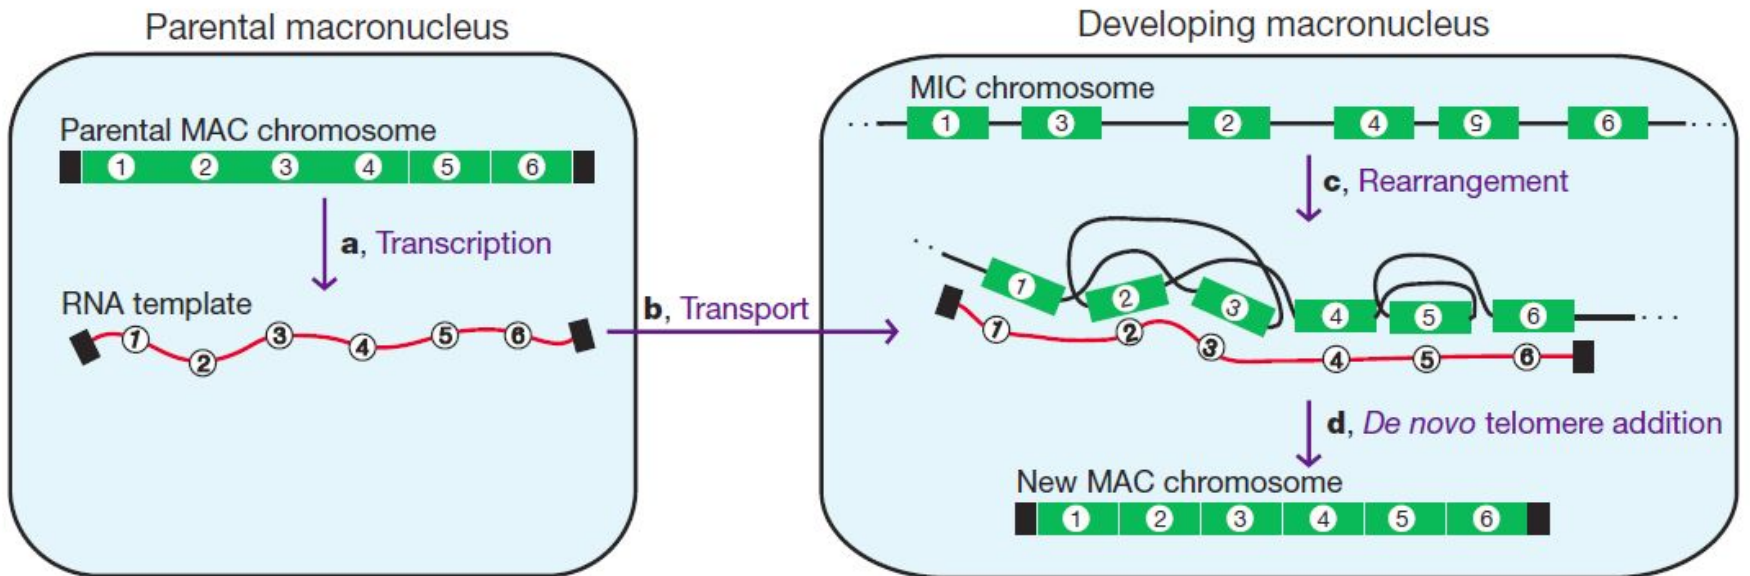 Parental macronucleus
Parental MAC chromosome
1 2 3 4 5 6
a, Transcription
RNA template
1 2 3 4 5 6
b, Transport
Developing macronucleus
MIC chromosome
1 3 2 4 5 6
c, Rearrangement
1 2 3 4 5 6
1 2 3 4 5 6
d, De novo telomere addition
New MAC chromosome
1 2 3 4 5 6